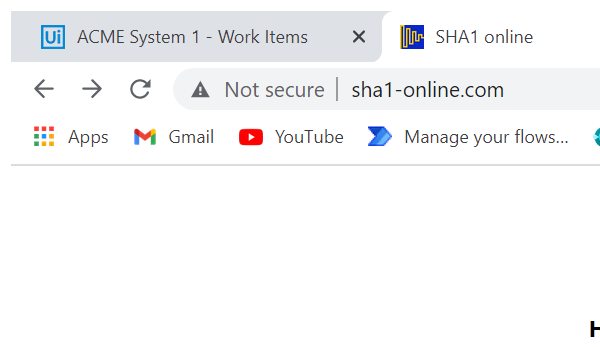 Ui ACME System 1 - Work Items SHA1 online
Not secure sha1-online.com
Apps Gmail YouTube Manage your flows...
H